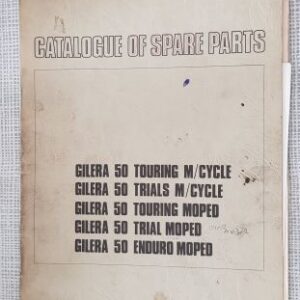 CATALOGUE OF SPARE PARTS
GILERA 50 TOURING M/CYCLE
GILERA 50 TRIALS M/CYCLE
GILERA 50 TOURING MOPED
GILERA 50 TRIAL MOPED
GILERA 50 ENDURO MOPED